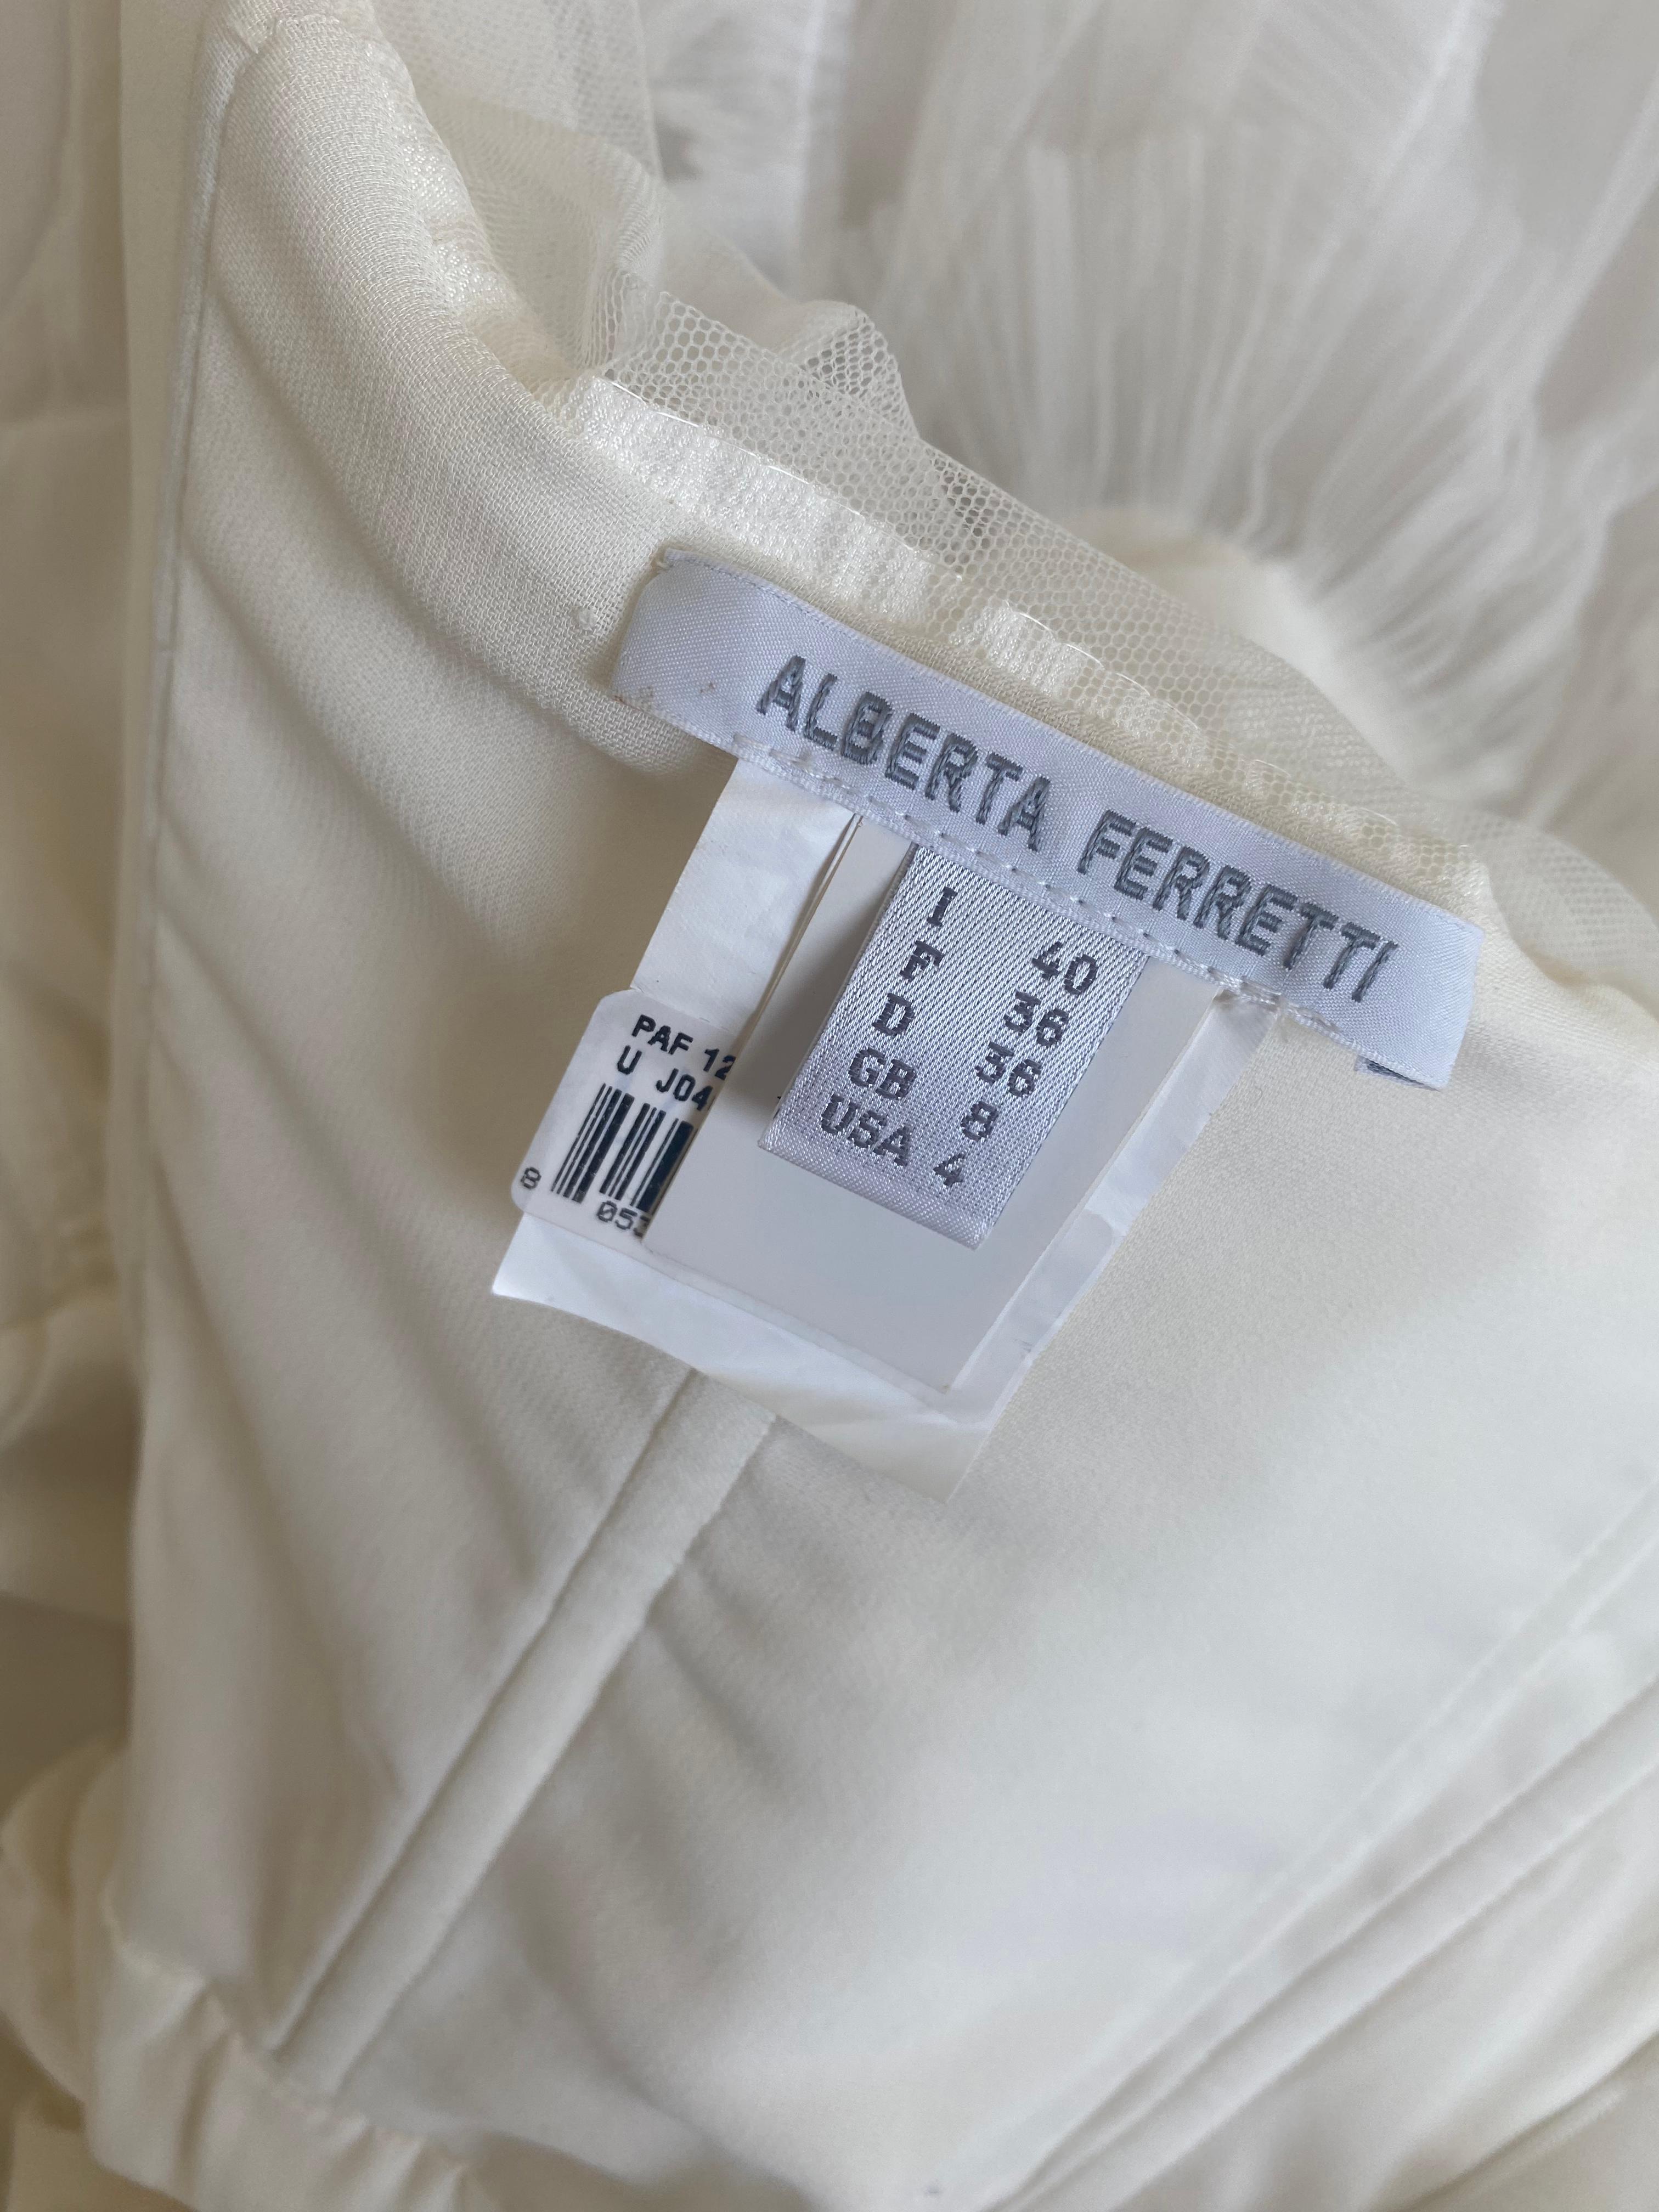 ALBERTA FERRETTI
I 40
F 36
D 36
GB 8
USA 4
PAF 12
U J04
8 053